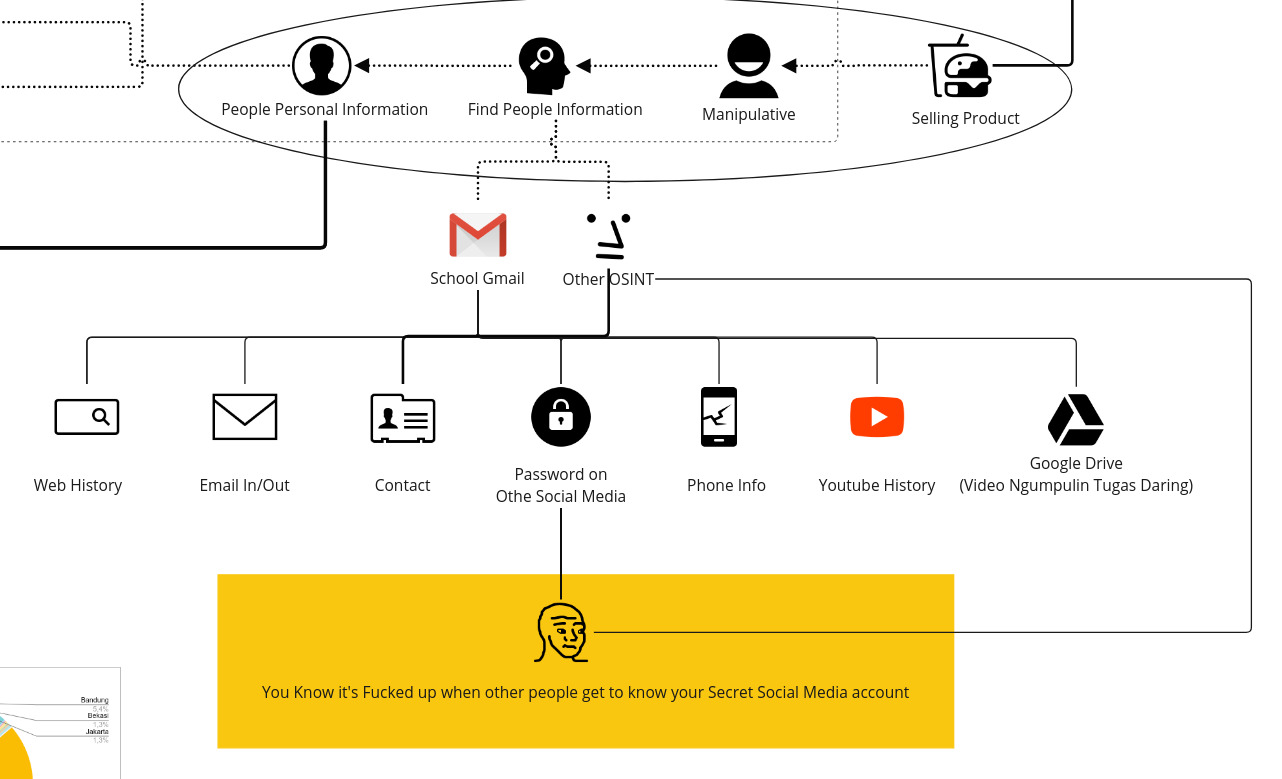 People Personal Information
Find People Information
Manipulative
Selling Product
School Gmail
Other OSINT
Web History
Email In/Out
Contact
Password on
Othe Social Media
Phone Info
Youtube History
Google Drive
(Video Ngumpulin Tugas Daring)
You Know it's Fucked up when other people get to know your Secret Social Media account
Bandung
5,4%
Bekasi
1,3%
Jakarta
1,3%